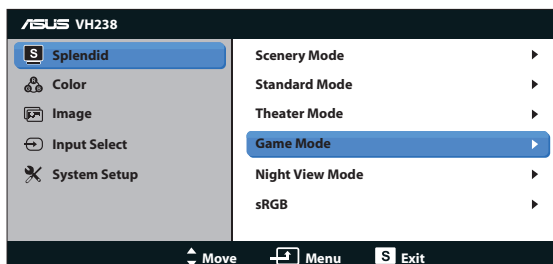 ASUS VH238
S Splendid
Color
Image
Input Select
System Setup
Scenery Mode
Standard Mode
Theater Mode
Game Mode
Night View Mode
sRGB
Move Menu S Exit